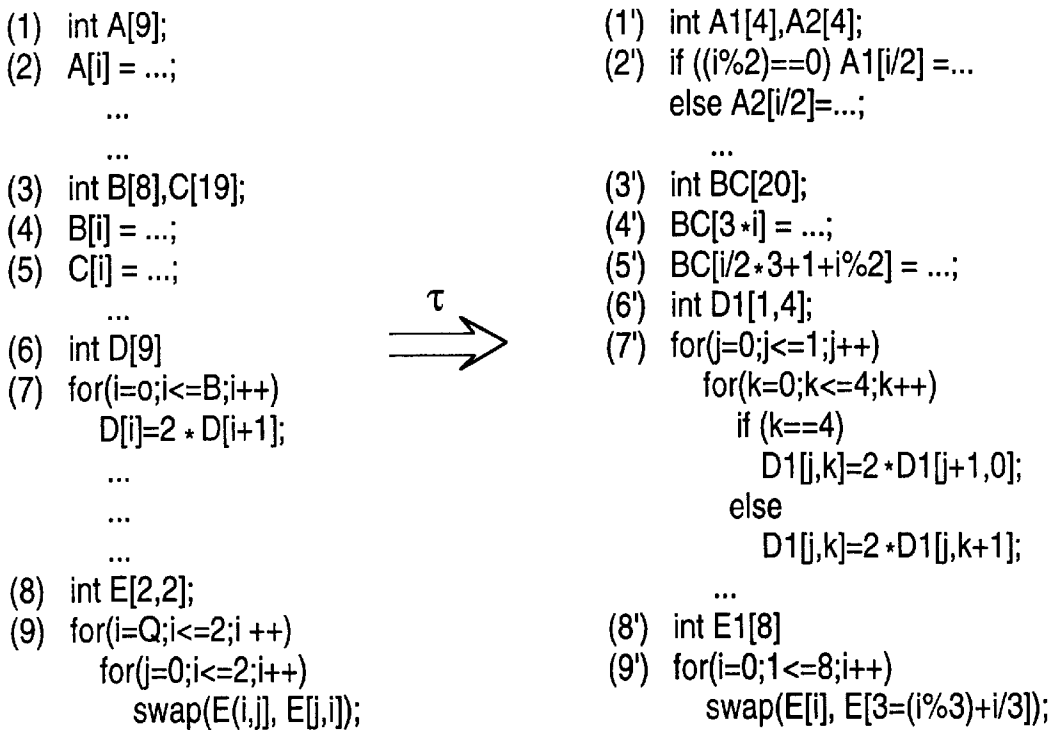 (1) int A[9];
(2) A[i] = ...;
...
...
(3) int B[8],C[19];
(4) B[i] = ...;
(5) C[i] = ...;
...
(6) int D[9]
(7) for(i=o;i<=B;i++)
D[i]=2 * D[i+1];
...
...
...
(8) int E[2,2];
(9) for(i=Q;i<=2;i ++)
for(j=0;i<=2;i++)
swap(E(i,j], E[j,i]);
τ
(1') int A1[4],A2[4];
(2') if ((i%2)==0) A1[i/2] =...
else A2[i/2]=...;
...
(3') int BC[20];
(4') BC[3*i] = ...;
(5') BC[i/2*3+1+i%2] = ...;
(6') int D1[1,4];
(7') for(j=0;j<=1;j++)
for(k=0;k<=4;k++)
if (k==4)
D1[j,k]=2*D1[j+1,0];
else
D1[j,k]=2*D1[j,k+1];
...
(8') int E1[8]
(9') for(i=0;1<=8;i++)
swap(E[i], E[3=(i%3)+i/3]);